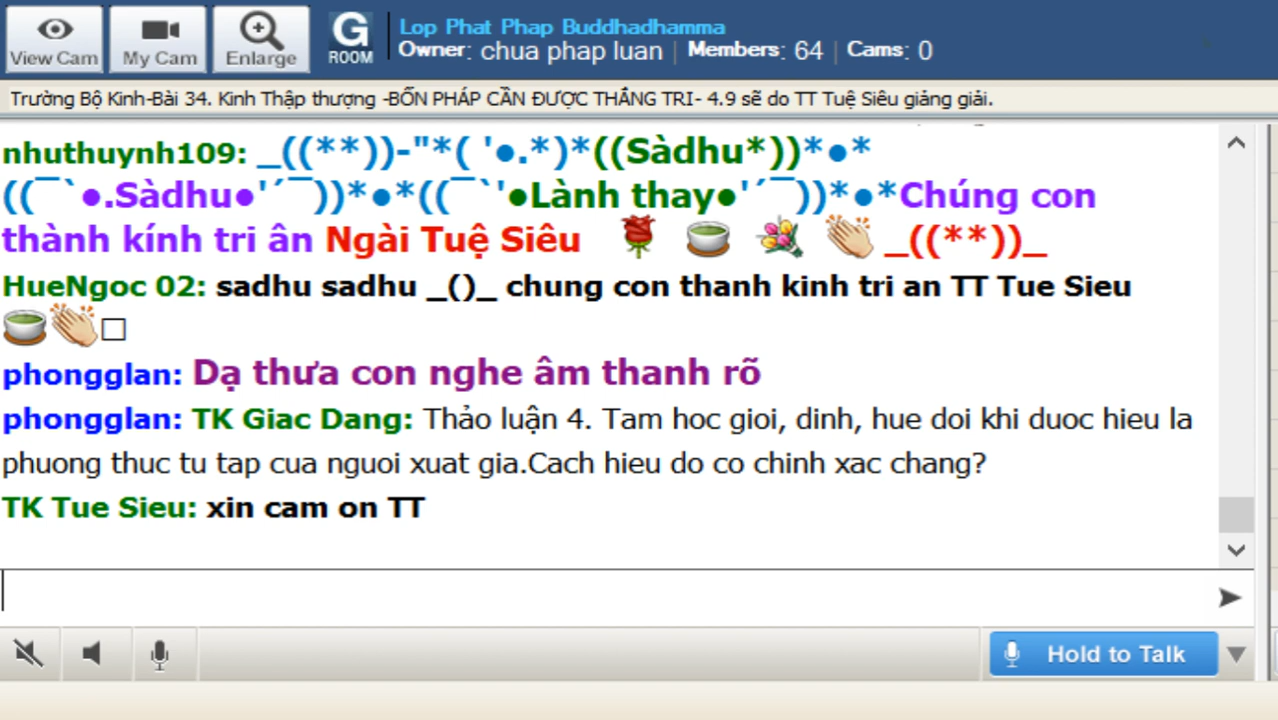 View Cam
My Cam
Enlarge
G
ROOM
Lop Phat Phap Buddhadhamma
Owner: chua phap luan | Members: 64 | Cams: 0
Trường Bộ Kinh-Bài 34. Kinh Thập thượng -BỐN PHÁP CẦN ĐƯỢC THẮNG TRI- 4.9 sẽ do TT Tuệ Siêu giảng giải.
nhuthuynh109: _((**))-"*( '●.*)*((Sàdhu*))*●*
((¯`●.Sàdhu●'´¯))*●*((¯`'●Lành thay●'´¯))*●*Chúng con
thành kính tri ân Ngài Tuệ Siêu 🌹 🍵 💐 👏 _((**))_
HueNgoc 02: sadhu sadhu _()_ chung con thanh kinh tri an TT Tue Sieu
🍵👏□
phongglan: Dạ thưa con nghe âm thanh rõ
phongglan: TK Giac Dang: Thảo luận 4. Tam hoc gioi, dinh, hue doi khi duoc hieu la
phuong thuc tu tap cua nguoi xuat gia.Cach hieu do co chinh xac chang?
TK Tue Sieu: xin cam on TT
Hold to Talk